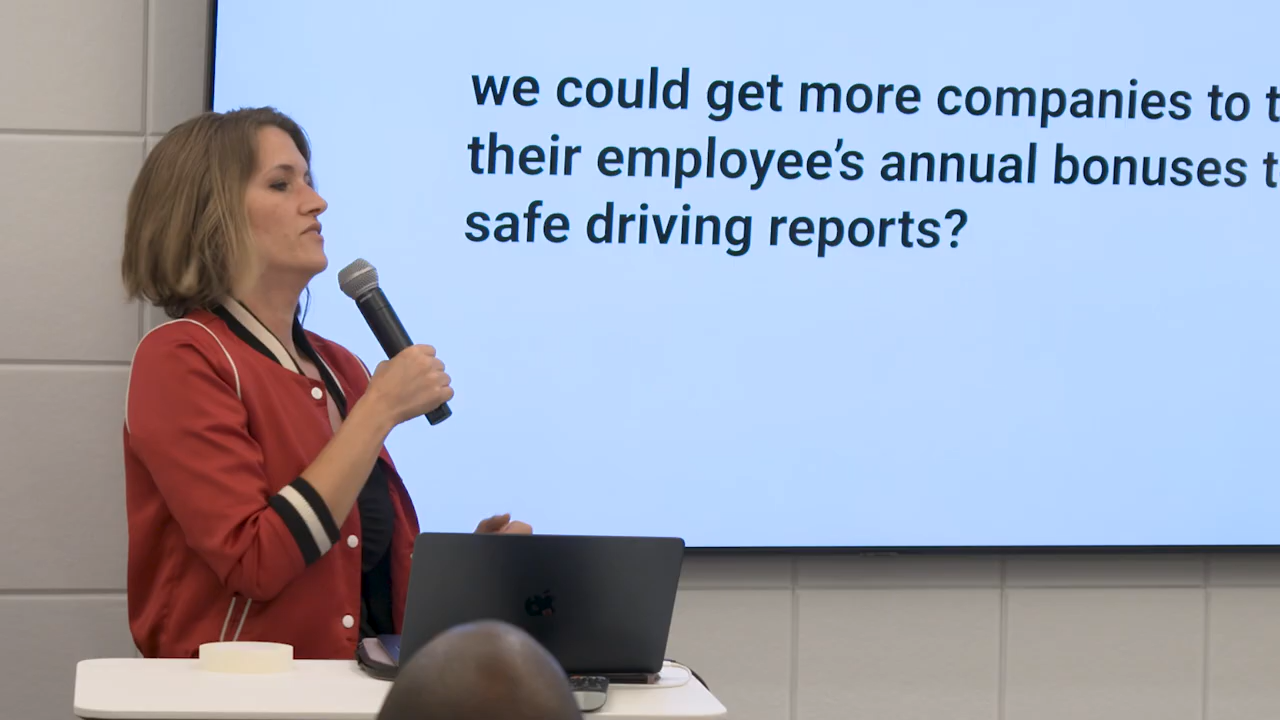 we could get more companies to
their employee’s annual bonuses
safe driving reports?